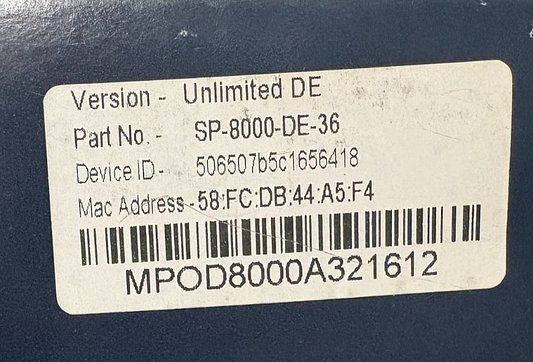 Version - Unlimited DE
Part No. - SP-8000-DE-36
Device ID - 506507b5c1656418
Mac Address - 58:FC:DB:44:A5:F4
MPOD8000A321612